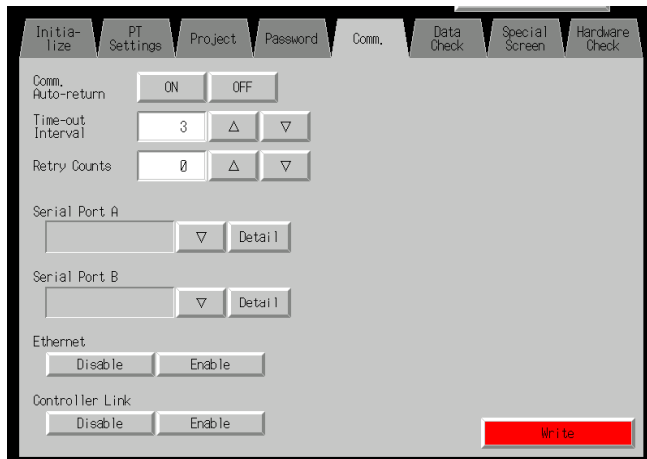 Initia-
lize
PT
Settings
Project
Password
Comm.
Data
Check
Special
Screen
Hardware
Check
Comm.
Auto-return
ON
OFF
Time-out
Interval
3
△
▽
Retry Counts
0
△
▽
Serial Port A
▽
Detail
Serial Port B
▽
Detail
Ethernet
Disable
Enable
Controller Link
Disable
Enable
Write